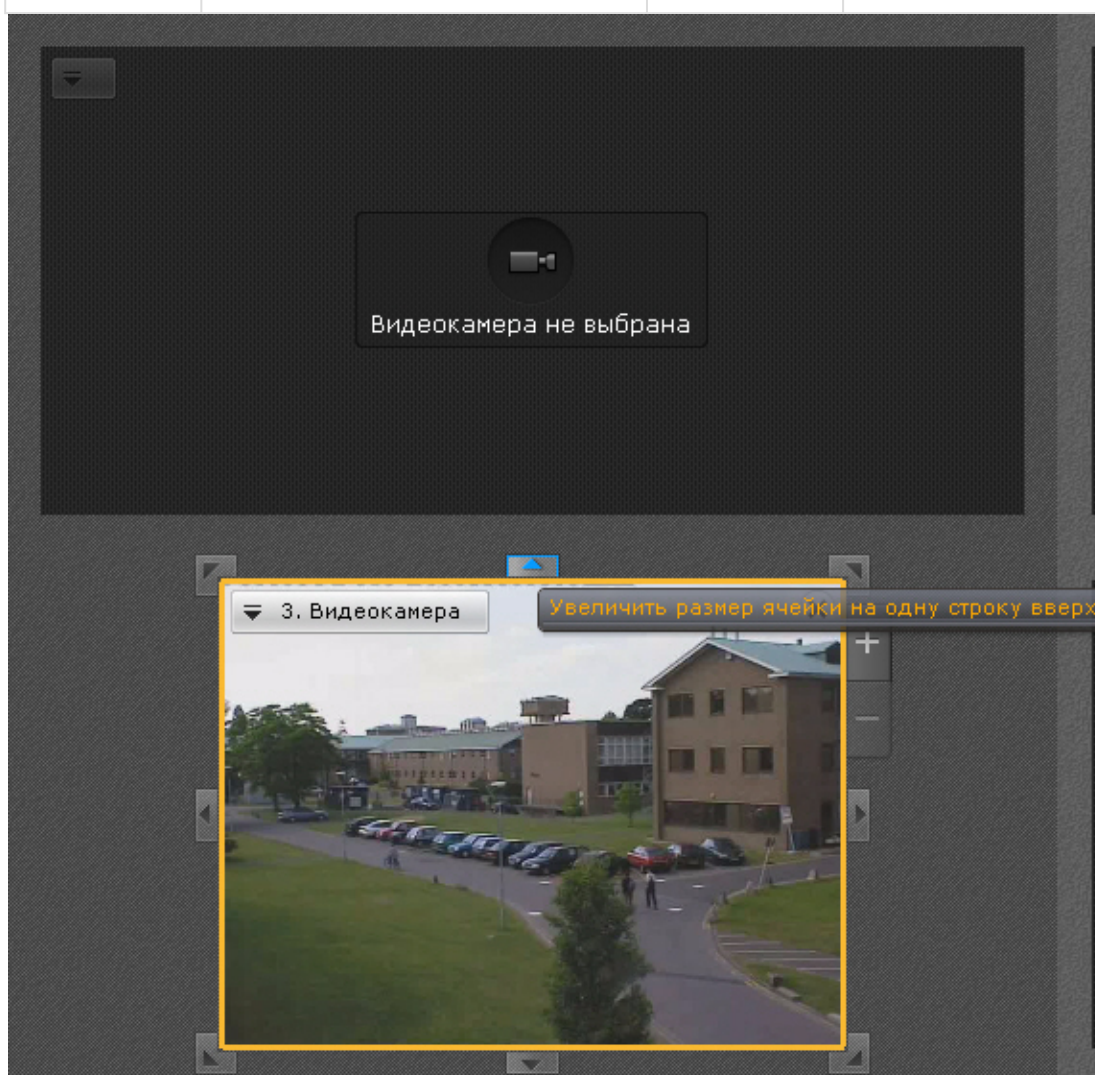 Видеокамера не выбрана
3. Видеокамера
Увеличить размер ячейки на одну строку вверх